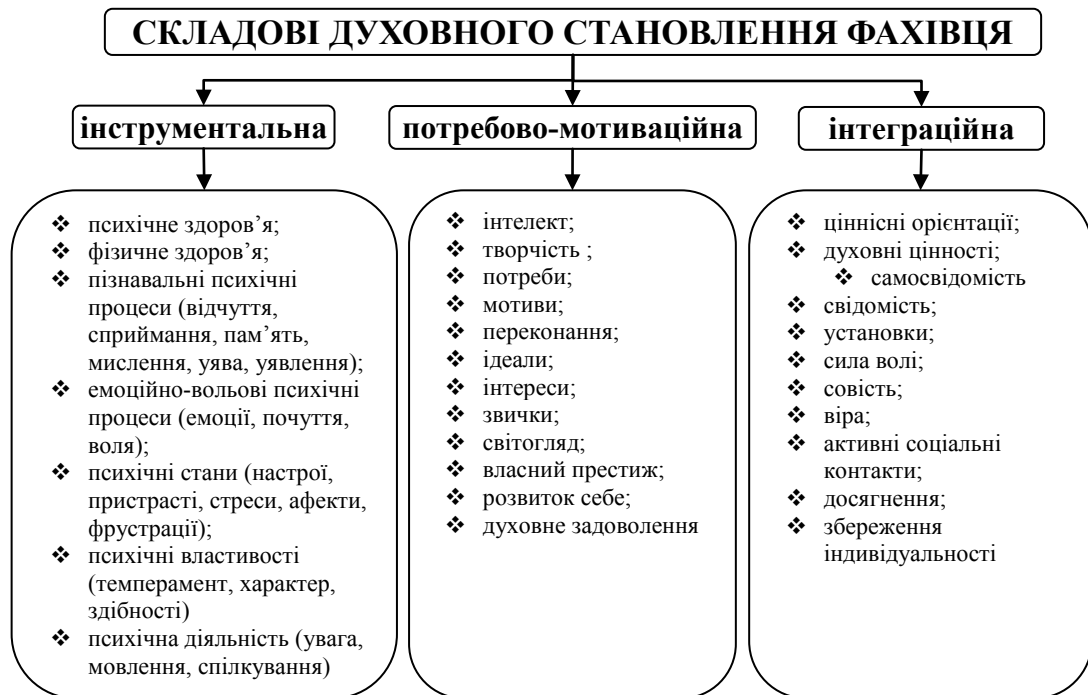 СКЛАДОВІ ДУХОВНОГО СТАНОВЛЕННЯ ФАХІВЦЯ
інструментальна
❖ психічне здоров’я;
❖ фізичне здоров’я;
❖ пізнавальні психічні
процеси (відчуття,
сприймання, пам’ять,
мислення, уява, уявлення);
❖ емоційно-вольові психічні
процеси (емоції, почуття,
воля);
❖ психічні стани (настрої,
пристрасті, стреси, афекти,
фрустрації);
❖ психічні властивості
(темперамент, характер,
здібності)
❖ психічна діяльність (увага,
мовлення, спілкування)
потребово-мотиваційна
❖ інтелект;
❖ творчість ;
❖ потреби;
❖ мотиви;
❖ переконання;
❖ ідеали;
❖ інтереси;
❖ звички;
❖ світогляд;
❖ власний престиж;
❖ розвиток себе;
❖ духовне задоволення
інтеграційна
❖ ціннісні орієнтації;
❖ духовні цінності;
❖ самосвідомість
❖ свідомість;
❖ установки;
❖ сила волі;
❖ совість;
❖ віра;
❖ активні соціальні
контакти;
❖ досягнення;
❖ збереження
індивідуальності